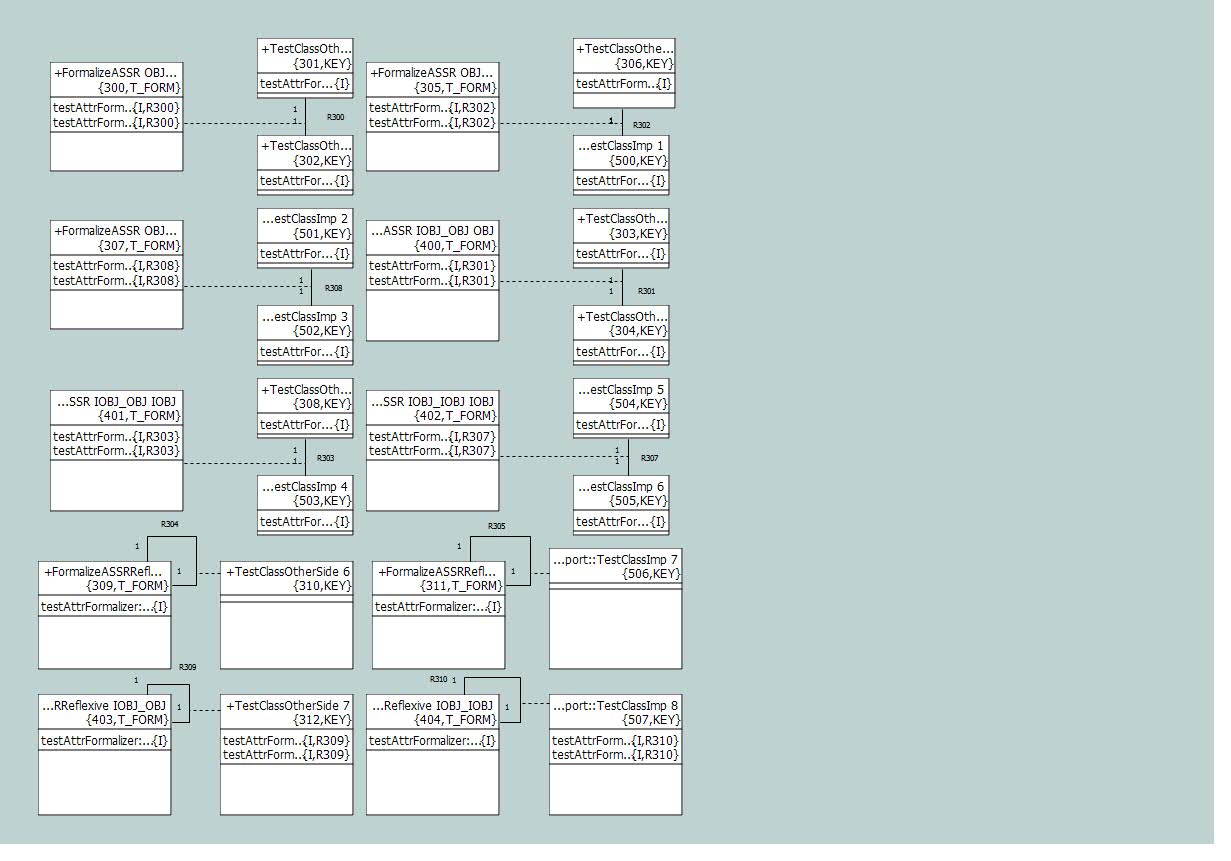 +FormalizeASSR OBJ...
{300,T_FORM}
testAttrForm..{I,R300}
testAttrForm..{I,R300}
+TestClassOth...
{301,KEY}
testAttrFor...{I}
1
1
R300
+TestClassOth...
{302,KEY}
testAttrFor...{I}
+FormalizeASSR OBJ...
{305,T_FORM}
testAttrForm..{I,R302}
testAttrForm..{I,R302}
+TestClassOthe...
{306,KEY}
testAttrForm..{I}
1
R302
...estClassImp 1
{500,KEY}
testAttrFor...{I}
+FormalizeASSR OBJ...
{307,T_FORM}
testAttrForm..{I,R308}
testAttrForm..{I,R308}
...estClassImp 2
{501,KEY}
testAttrFor...{I}
1
1
R308
...estClassImp 3
{502,KEY}
testAttrFor...{I}
...ASSR IOBJ_OBJ OBJ
{400,T_FORM}
testAttrForm..{I,R301}
testAttrForm..{I,R301}
+TestClassOth...
{303,KEY}
testAttrFor...{I}
1
1
R301
+TestClassOth...
{304,KEY}
testAttrFor...{I}
...SSR IOBJ_OBJ IOBJ
{401,T_FORM}
testAttrForm..{I,R303}
testAttrForm..{I,R303}
+TestClassOth...
{308,KEY}
testAttrFor...{I}
1
1
R303
...estClassImp 4
{503,KEY}
testAttrFor...{I}
...SSR IOBJ_IOBJ IOBJ
{402,T_FORM}
testAttrForm..{I,R307}
testAttrForm..{I,R307}
...estClassImp 5
{504,KEY}
testAttrFor...{I}
1
1
R307
...estClassImp 6
{505,KEY}
testAttrFor...{I}
R304
1
1
+FormalizeASSRRefl...
{309,T_FORM}
testAttrFormalizer:...{I}
+TestClassOtherSide 6
{310,KEY}
R305
1
1
+FormalizeASSRRefl...
{311,T_FORM}
testAttrFormalizer:...{I}
...port::TestClassImp 7
{506,KEY}
R309
1
1
...RReflexive IOBJ_OBJ
{403,T_FORM}
testAttrFormalizer:...{I}
+TestClassOtherSide 7
{312,KEY}
testAttrForm..{I,R309}
testAttrForm..{I,R309}
R310 1
1
...Reflexive IOBJ_IOBJ
{404,T_FORM}
testAttrFormalizer:...{I}
...port::TestClassImp 8
{507,KEY}
testAttrForm..{I,R310}
testAttrForm..{I,R310}